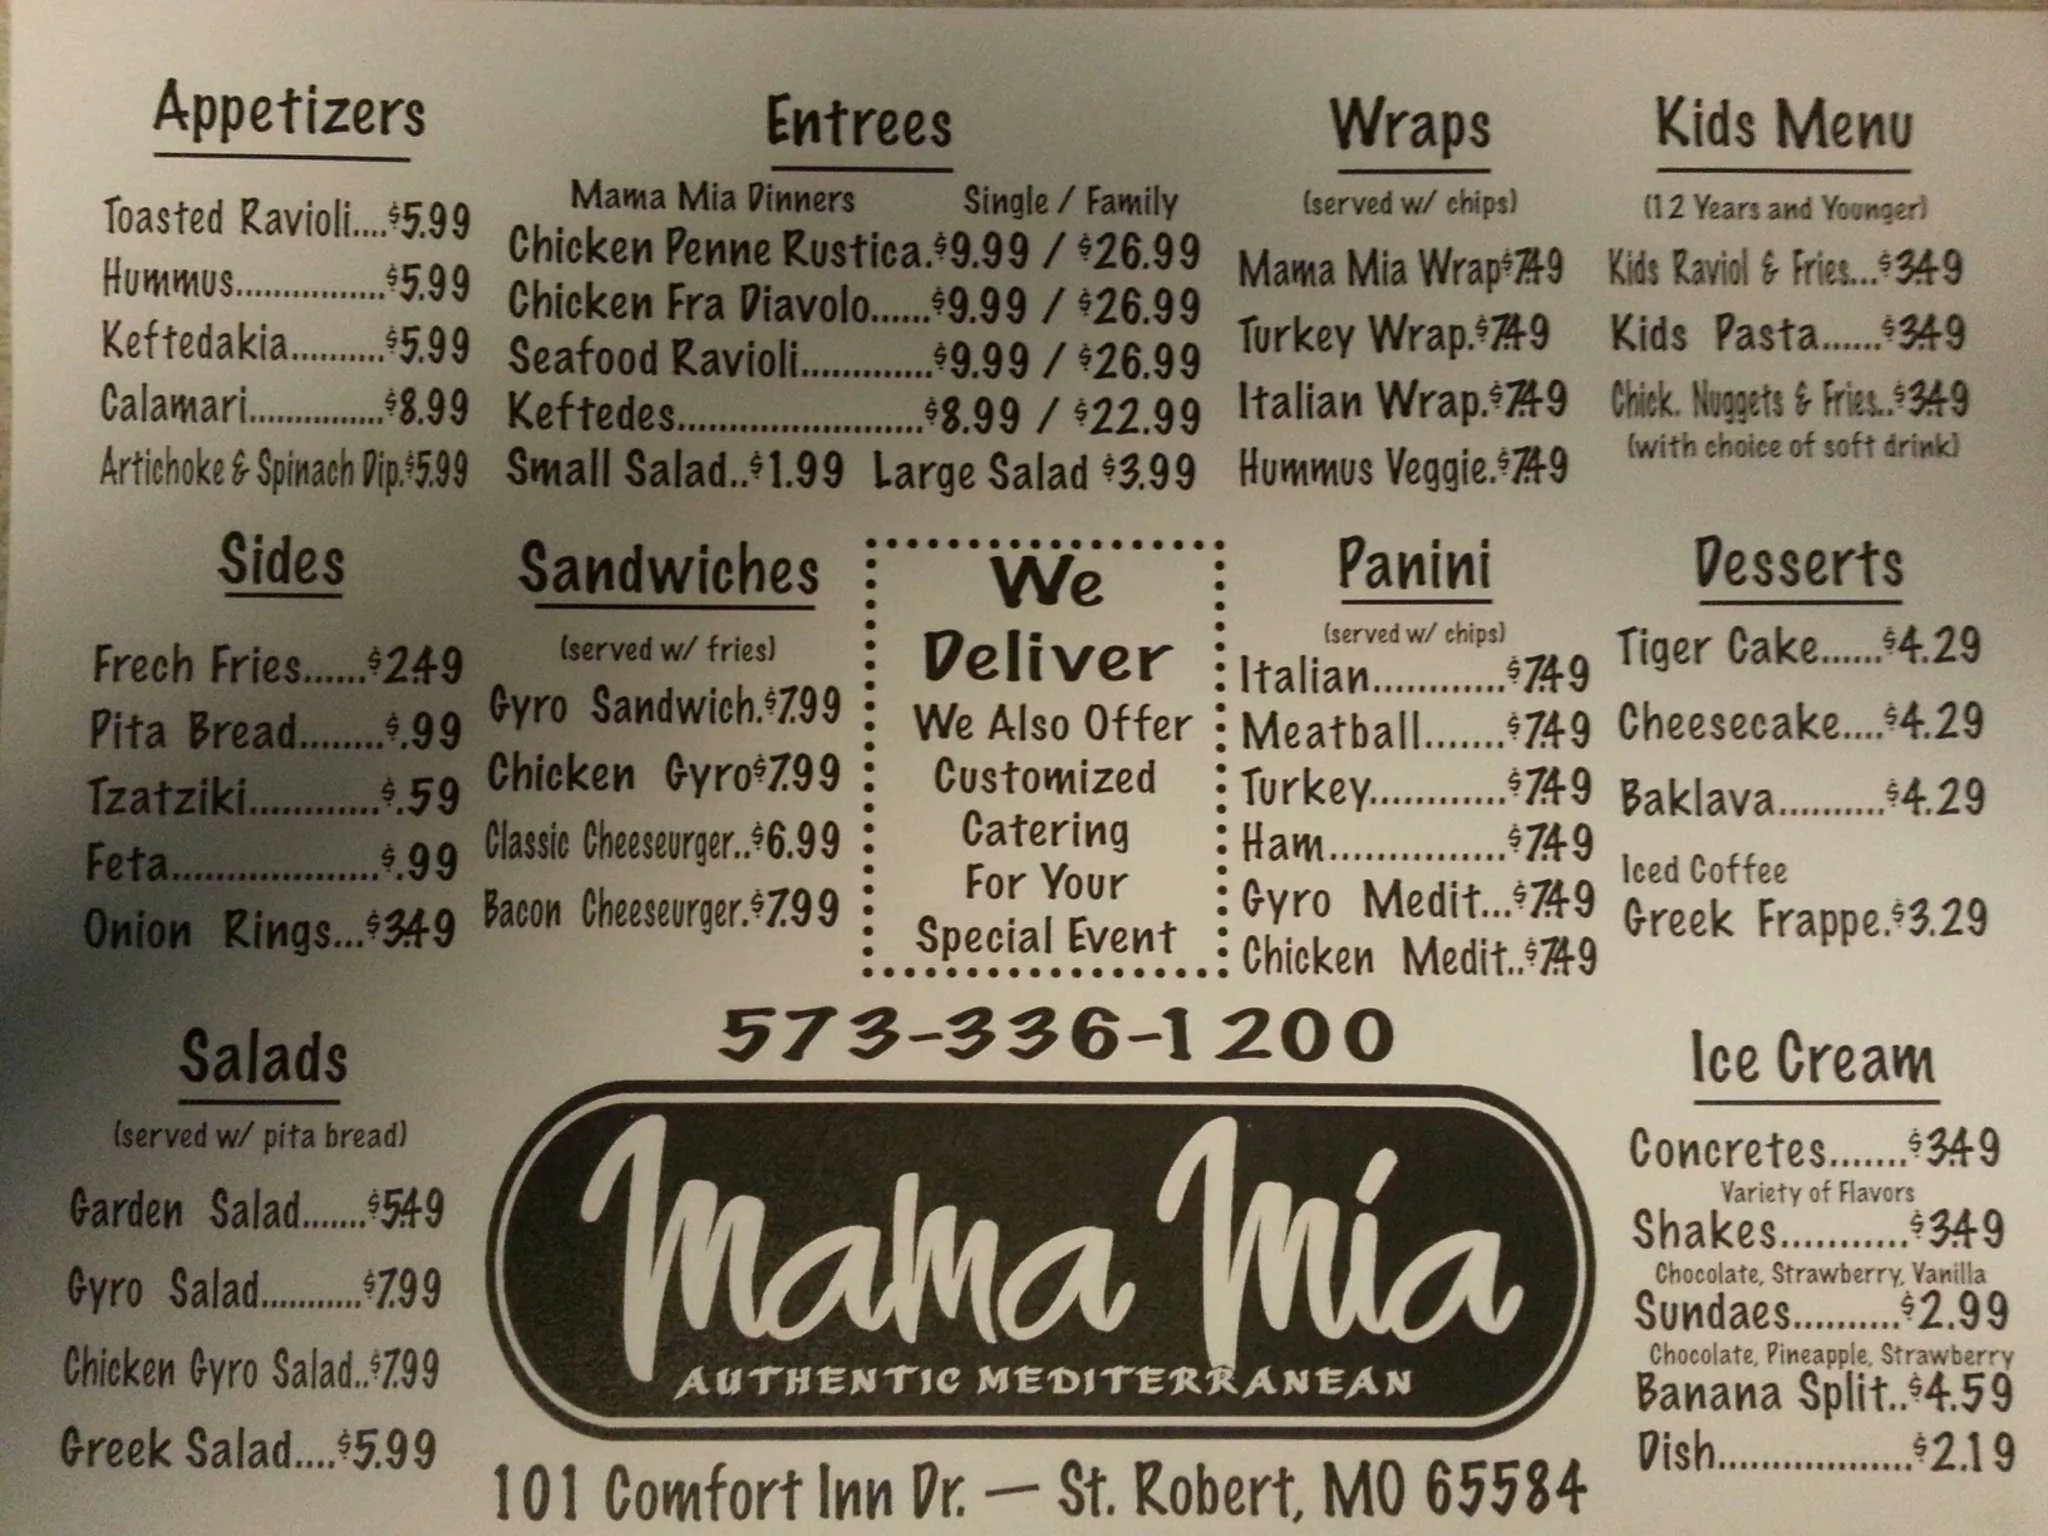 Appetizers
Toasted Ravioli....$5.99
Hummus.................$5.99
Keftedakia..........$5.99
Calamari...............$8.99
Artichoke & Spinach Dip.$5.99
Entrees
Mama Mia Dinners Single / Family
Chicken Penne Rustica.$9.99 / $26.99
Chicken Fra Diavolo......$9.99 / $26.99
Seafood Ravioli.............$9.99 / $26.99
Keftedes........................$8.99 / $22.99
Small Salad..$1.99 Large Salad $3.99
Wraps
(served w/ chips)
Mama Mia Wrap$7.49
Turkey Wrap.$7.49
Italian Wrap.$7.49
Hummus Veggie.$7.49
Kids Menu
(12 Years and Younger)
Kids Raviol & Fries...$3.49
Kids Pasta......$3.49
Chick. Nuggets & Fries..$3.49
(with choice of soft drink)
Sides
Frech Fries......$2.49
Pita Bread........$.99
Tzatziki............$.59
Feta....................$.99
Onion Rings...$3.49
Sandwiches
(served w/ fries)
Gyro Sandwich.$7.99
Chicken Gyro$7.99
Classic Cheeseurger..$6.99
Bacon Cheeseurger.$7.99
We
Deliver
We Also Offer
Customized
Catering
For Your
Special Event
Panini
(served w/ chips)
Italian............$7.49
Meatball.......$7.49
Turkey............$7.49
Ham................$7.49
Gyro Medit...$7.49
Chicken Medit..$7.49
Desserts
Tiger Cake......$4.29
Cheesecake....$4.29
Baklava..........$4.29
Iced Coffee
Greek Frappe.$3.29
Salads
(served w/ pita bread)
Garden Salad.......$5.49
Gyro Salad...........$7.99
Chicken Gyro Salad..$7.99
Greek Salad....$5.99
573-336-1200
Mama Mia
AUTHENTIC MEDITERRANEAN
101 Comfort Inn Dr. — St. Robert, MO 65584
Ice Cream
Concretes.......$3.49
Variety of Flavors
Shakes...........$3.49
Chocolate, Strawberry, Vanilla
Sundaes..........$2.99
Chocolate, Pineapple, Strawberry
Banana Split..$4.59
Dish..................$2.19